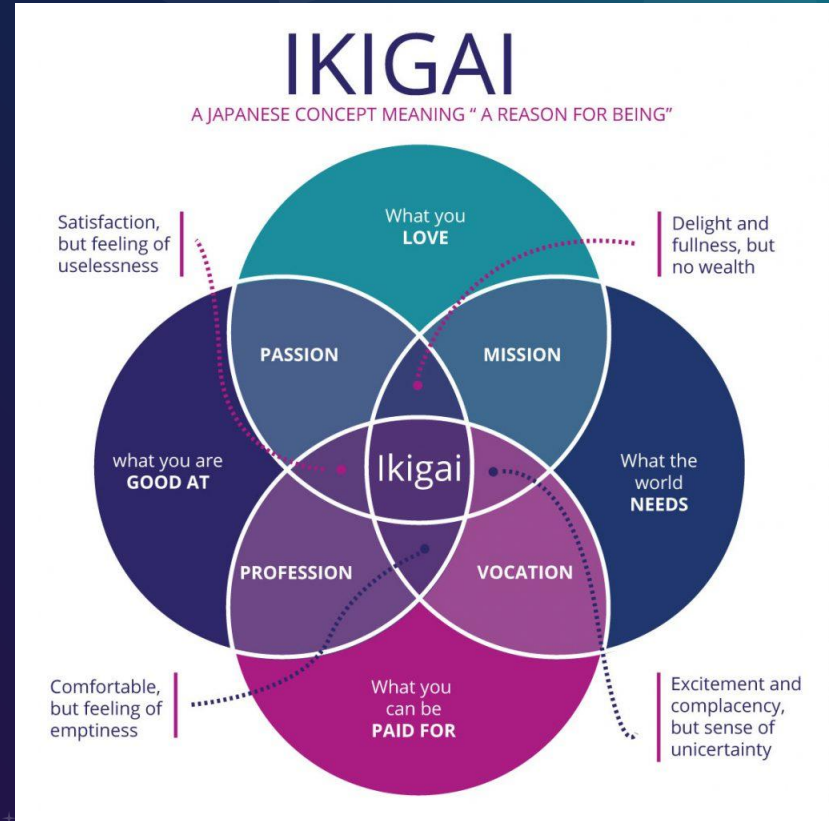 IKIGAI
A JAPANESE CONCEPT MEANING “ A REASON FOR BEING”
What you
LOVE
Satisfaction,
but feeling of
uselessness
Delight and
fullness, but
no wealth
PASSION
MISSION
what you are
GOOD AT
Ikigai
What the
world
NEEDS
PROFESSION
VOCATION
Comfortable,
but feeling of
emptiness
What you
can be
PAID FOR
Excitement and
complacency,
but sense of
unicertainty